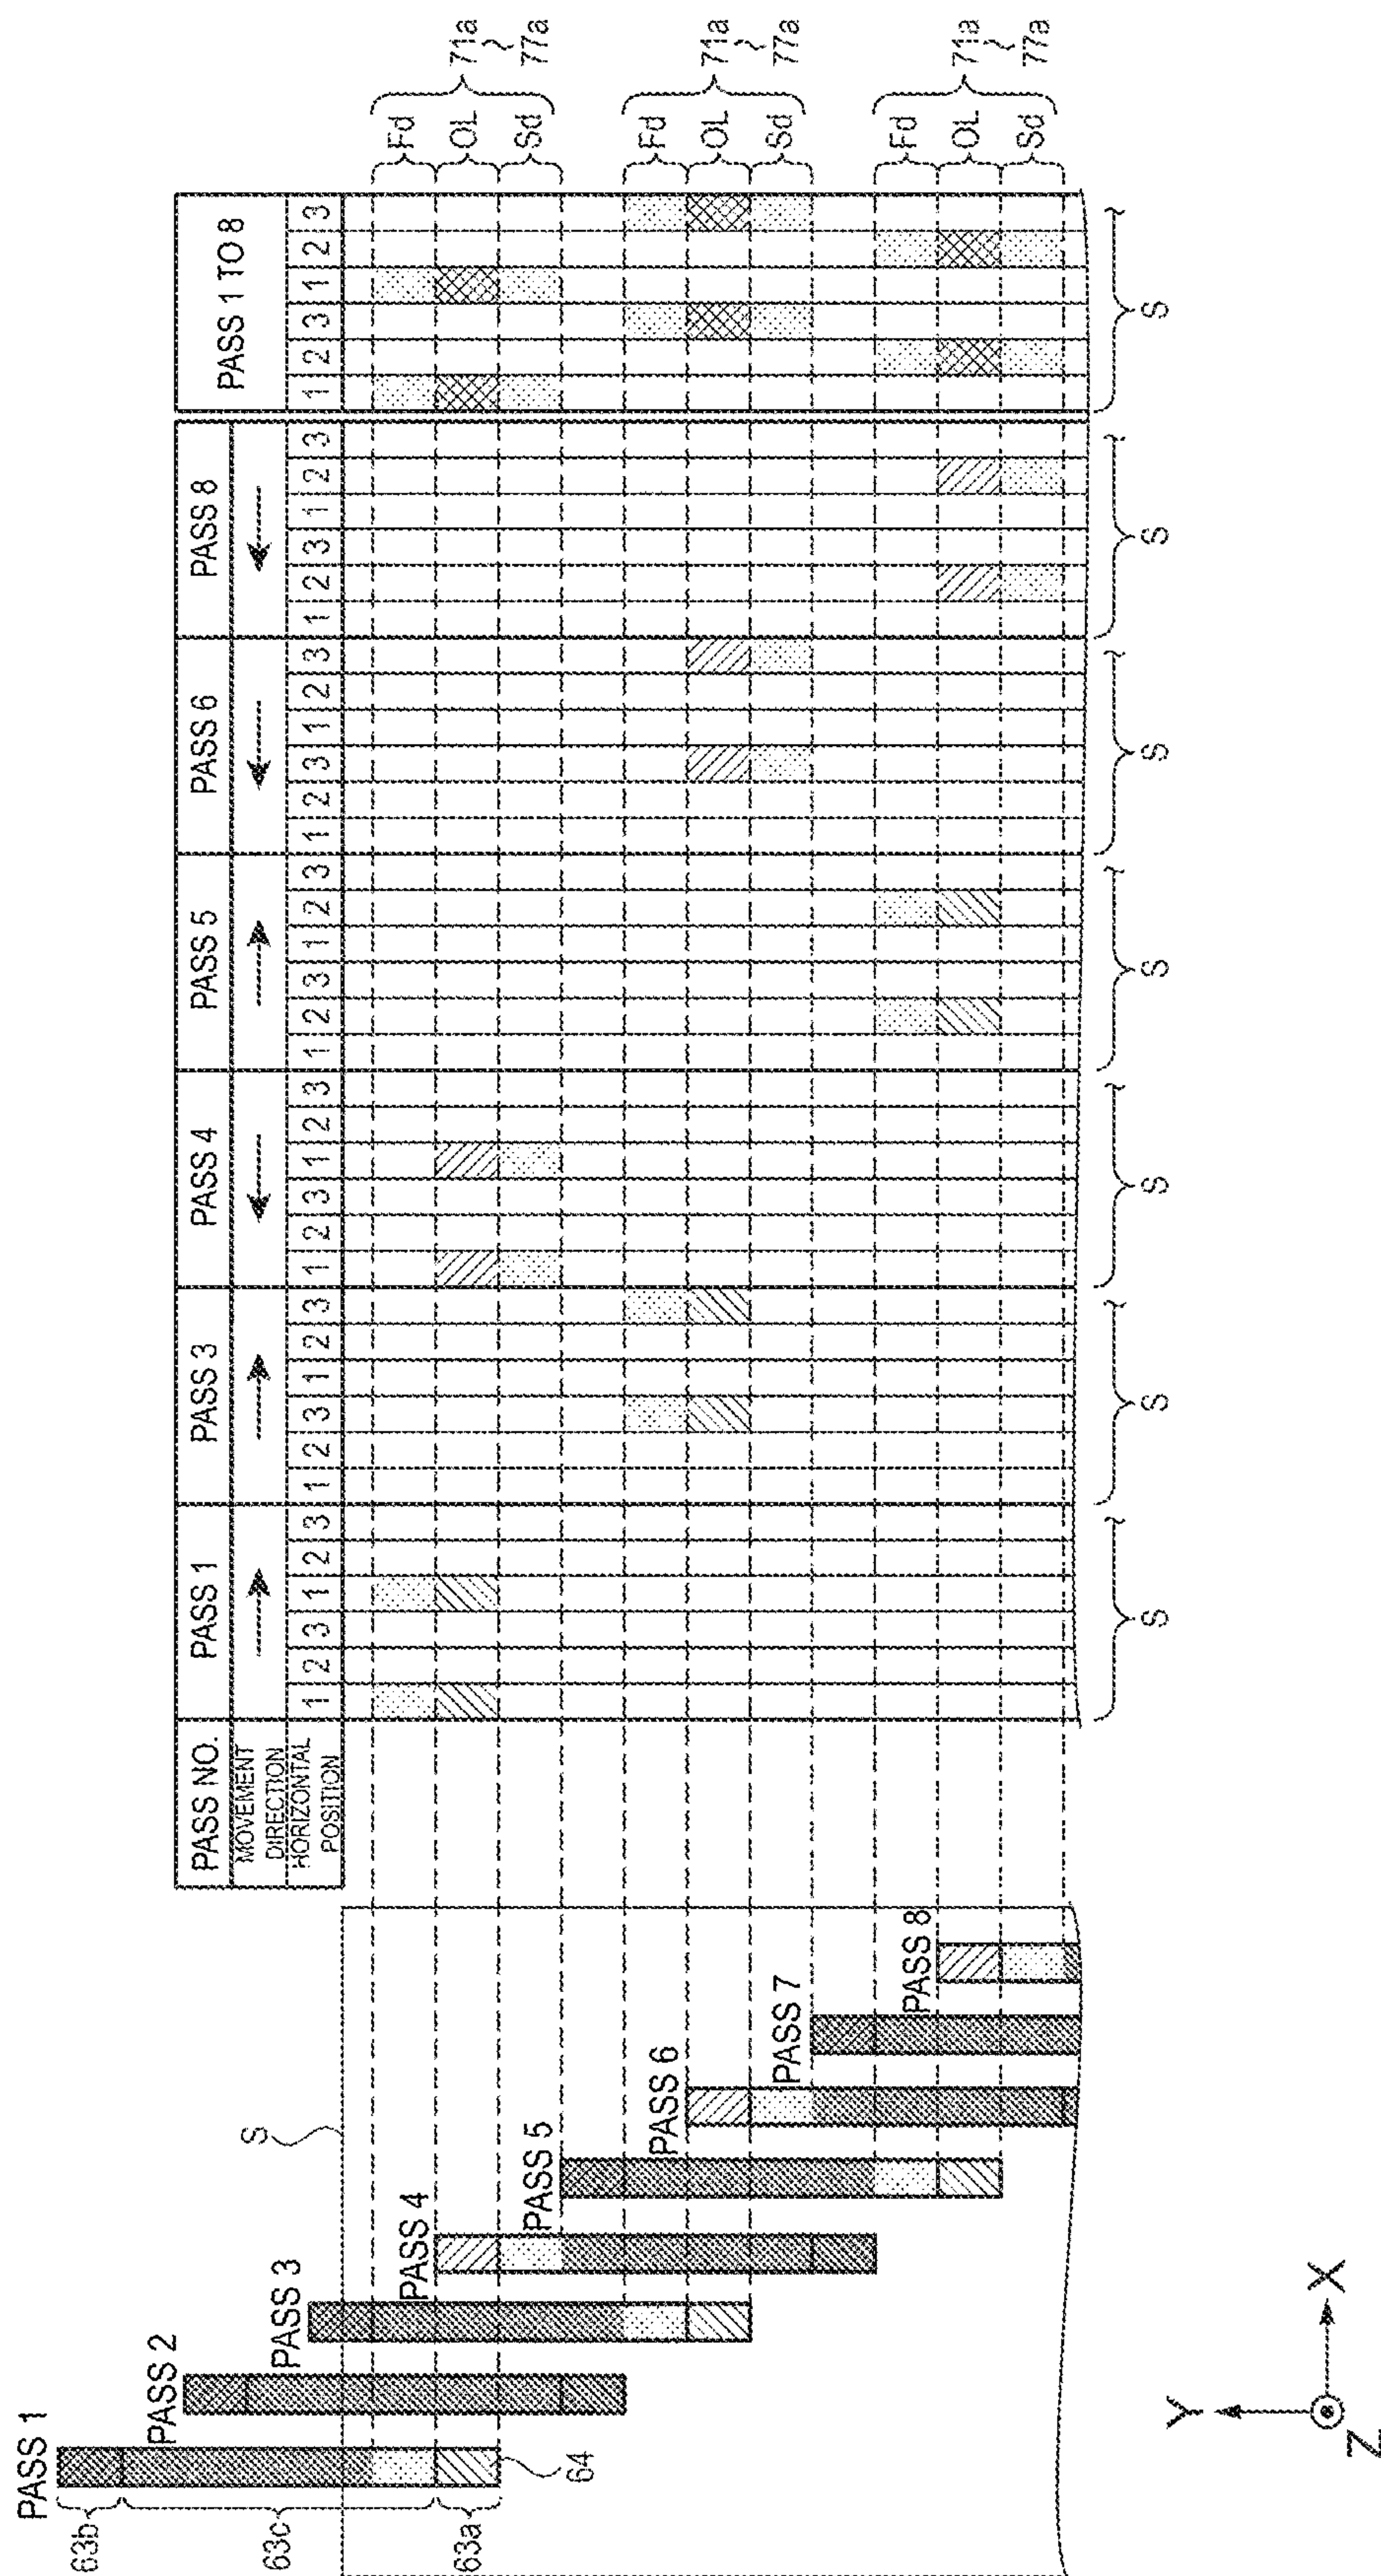 PASS NO. PASS 1 PASS 3 PASS 4 PASS 5 PASS 6 PASS 8 PASS 1 TO 8
MOVEMENT DIRECTION
HORIZONTAL POSITION 1 2 3 1 2 3 1 2 3 1 2 3 1 2 3 1 2 3 1 2 3 1 2 3 1 2 3 1 2 3 1 2 3 1 2 3 1 2 3 1 2 3
PASS 1
PASS 2
PASS 3
PASS 4
PASS 5
PASS 6
PASS 7
PASS 8
63b
63c
63a
64
S
Fd
OL
Sd
71a
77a
Fd
OL
Sd
71a
77a
Fd
OL
Sd
71a
77a
S S S S S S S
Y
X
Z